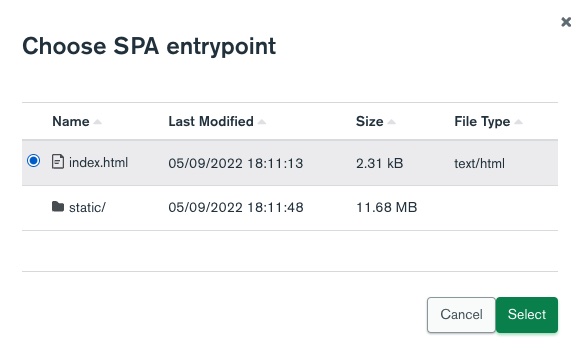 Choose SPA entrypoint
Name Last Modified Size File Type
index.html 05/09/2022 18:11:13 2.31 kB text/html
static/ 05/09/2022 18:11:48 11.68 MB
Cancel Select